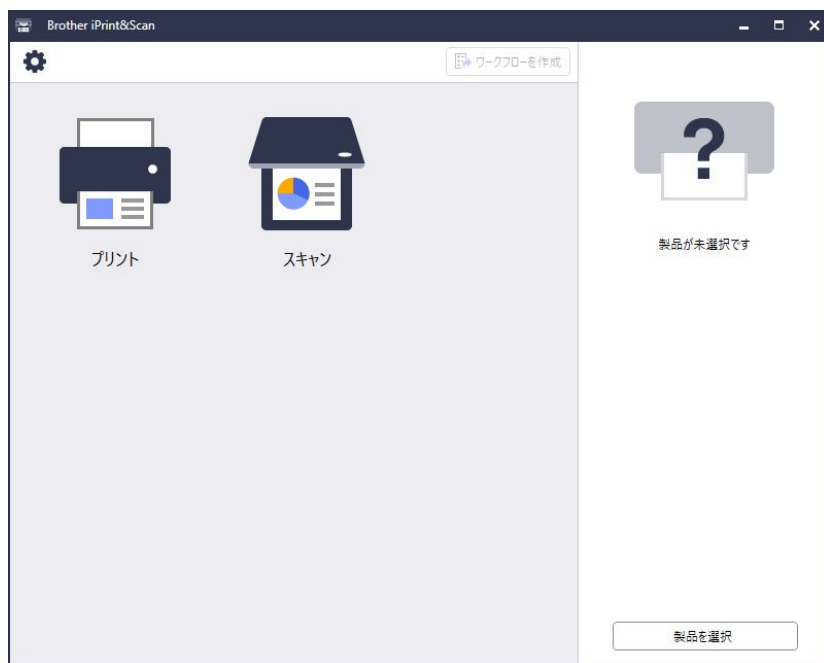 Brother iPrint&Scan
ワークフローを作成
?
プリント
スキャン
製品が未選択です
製品を選択